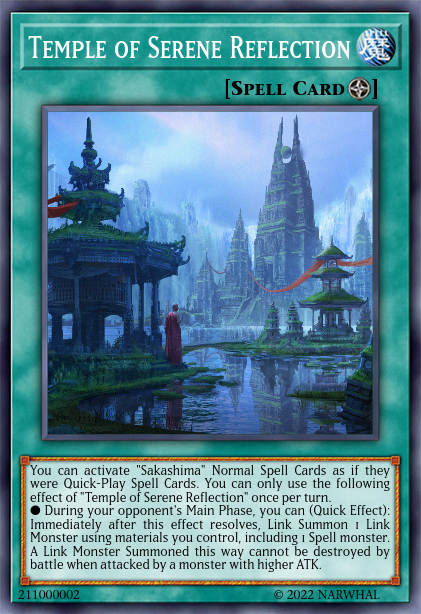 Temple of Serene Reflection
魔
[Spell Card]
You can activate "Sakashima" Normal Spell Cards as if they
were Quick-Play Spell Cards. You can only use the following
effect of "Temple of Serene Reflection" once per turn.
● During your opponent's Main Phase, you can (Quick Effect):
Immediately after this effect resolves, Link Summon 1 Link
Monster using materials you control, including 1 Spell monster.
A Link Monster Summoned this way cannot be destroyed by
battle when attacked by a monster with higher ATK.
211000002 © 2022 NARWHAL